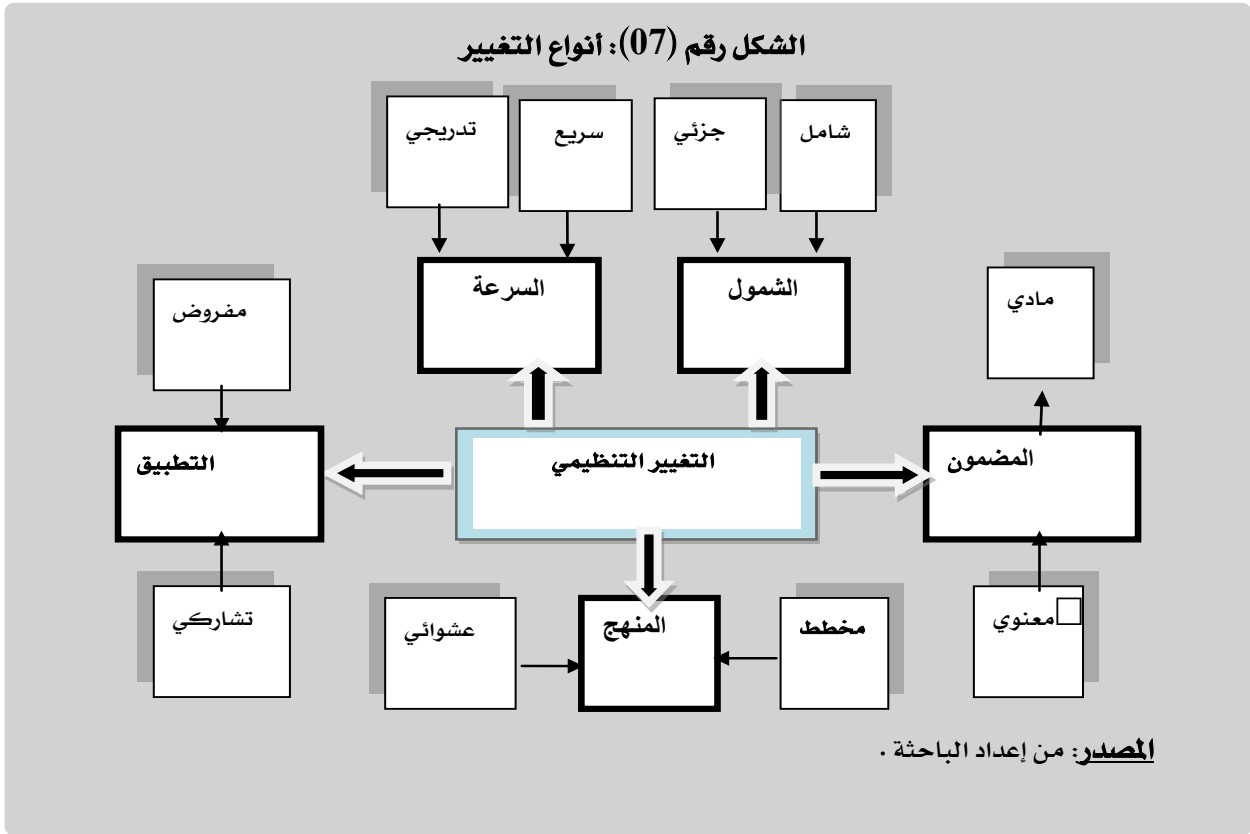 الشكل رقم (07): أنواع التغيير
شامل
جزئي
سريع
تدريجي
الشمول
السرعة
مادي
مفروض
المضمون
التغيير التنظيمي
التطبيق
معنوي
مخطط
المنهج
عشوائي
تشاركي
المصدر: من إعداد الباحثة .